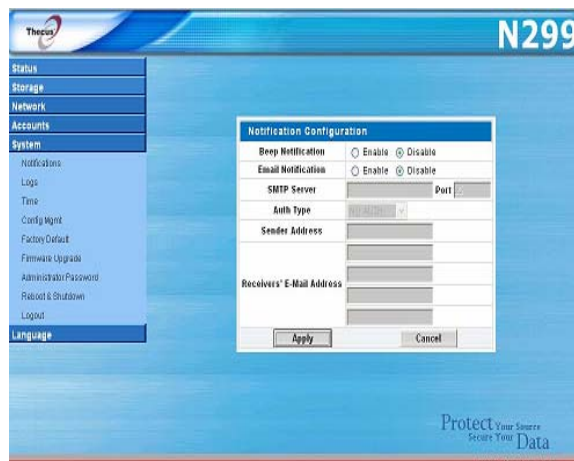 Thecus
N299
Status
Storage
Network
Accounts
System
Notifications
Logs
Time
Config Mgmt
Factory Default
Firmware Upgrade
Administrator Password
Reboot & Shutdown
Logout
Language
Notification Configuration
Beep Notification Enable Disable
Email Notification Enable Disable
SMTP Server Port
Auth Type NO AUTH
Sender Address
Receivers' E-Mail Address
Apply Cancel
Protect Your Source
Secure Your Data